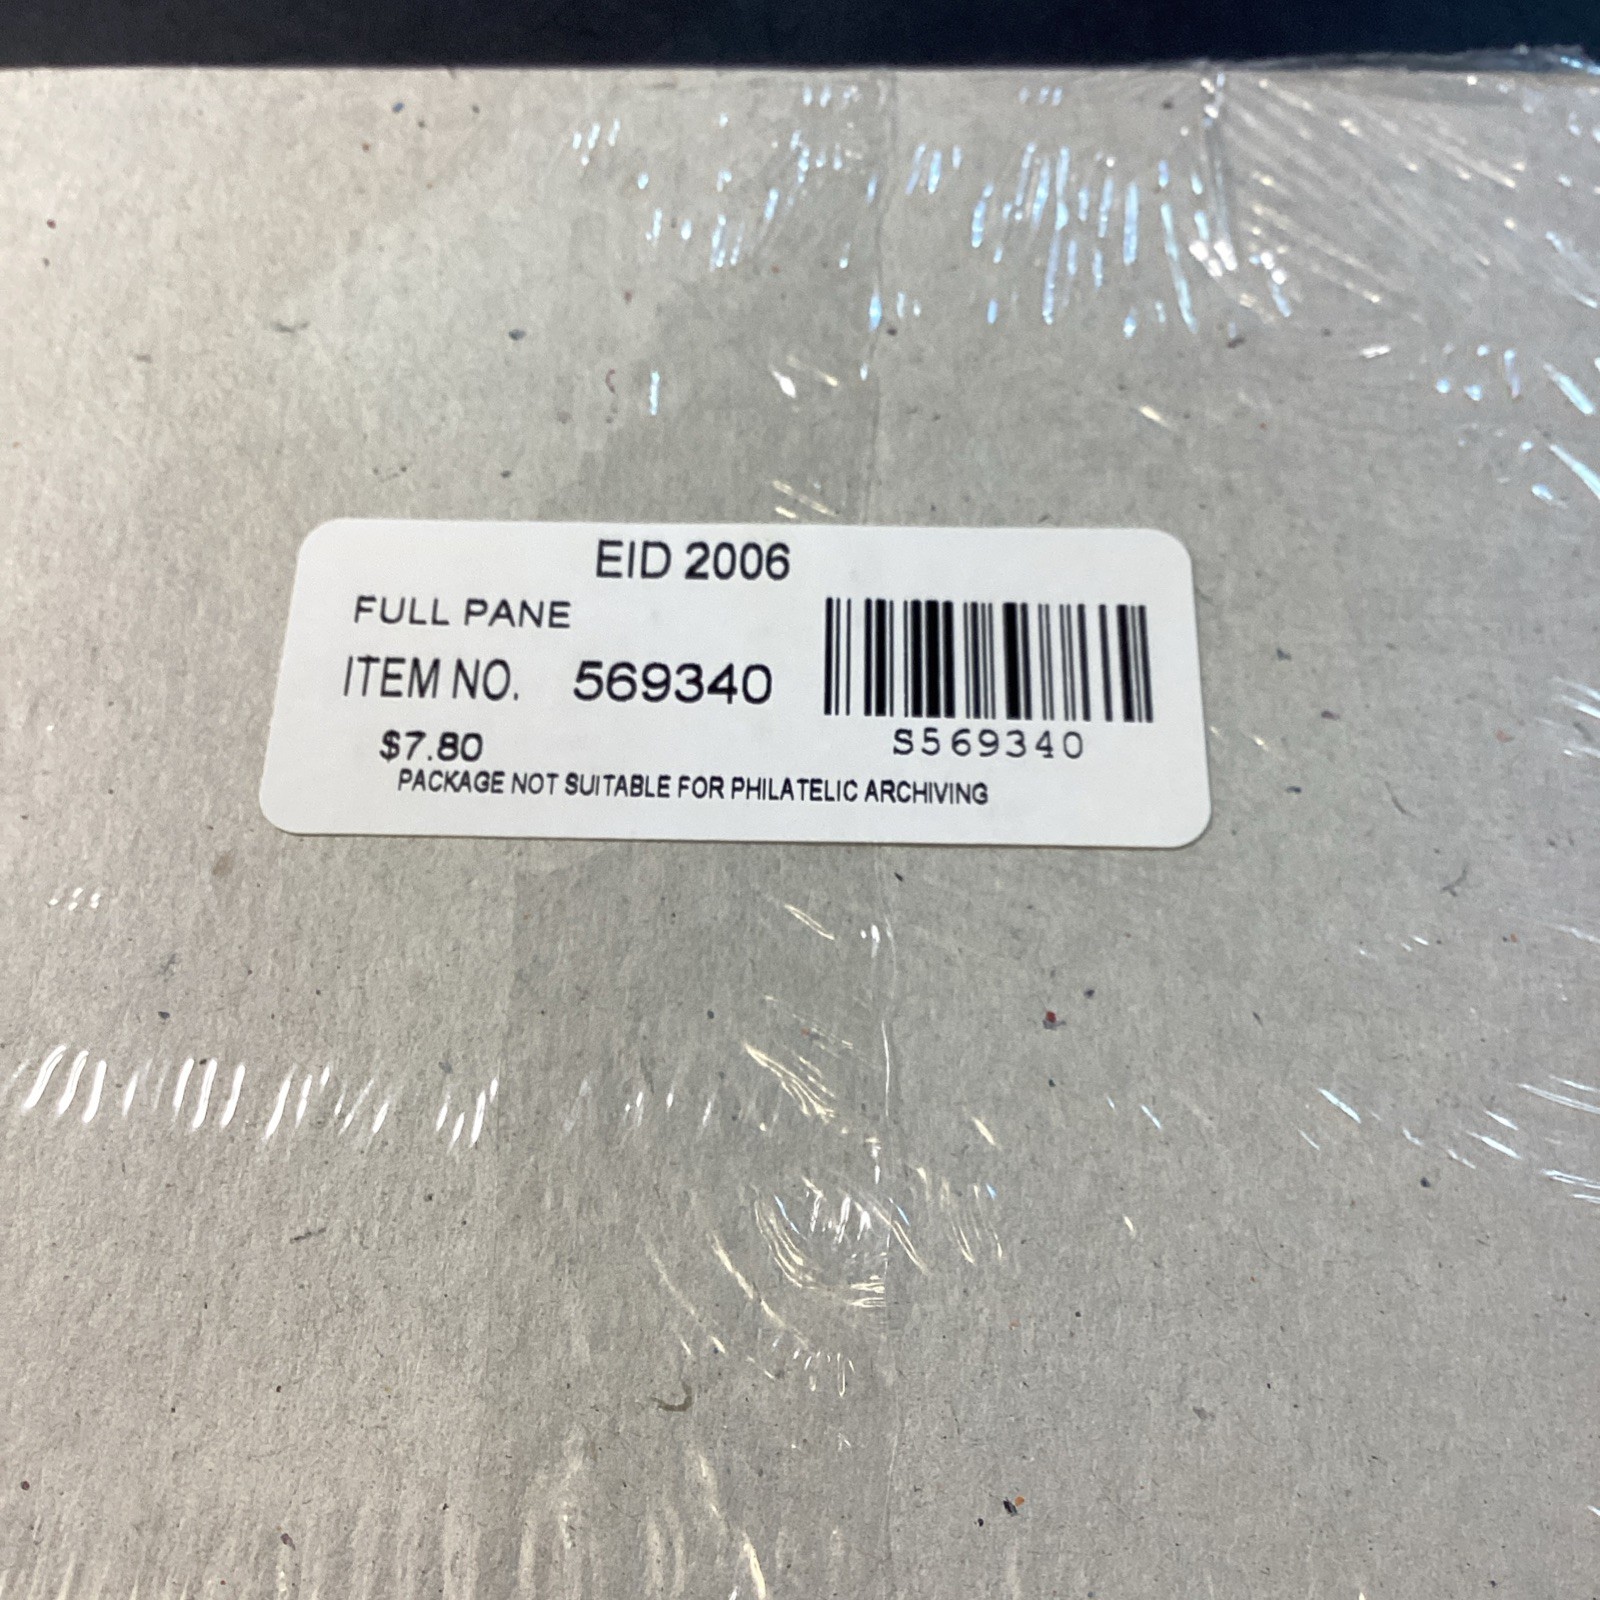 EID 2006
FULL PANE
ITEM NO. 569340
S569340
$7.80
PACKAGE NOT SUITABLE FOR PHILATELIC ARCHIVING